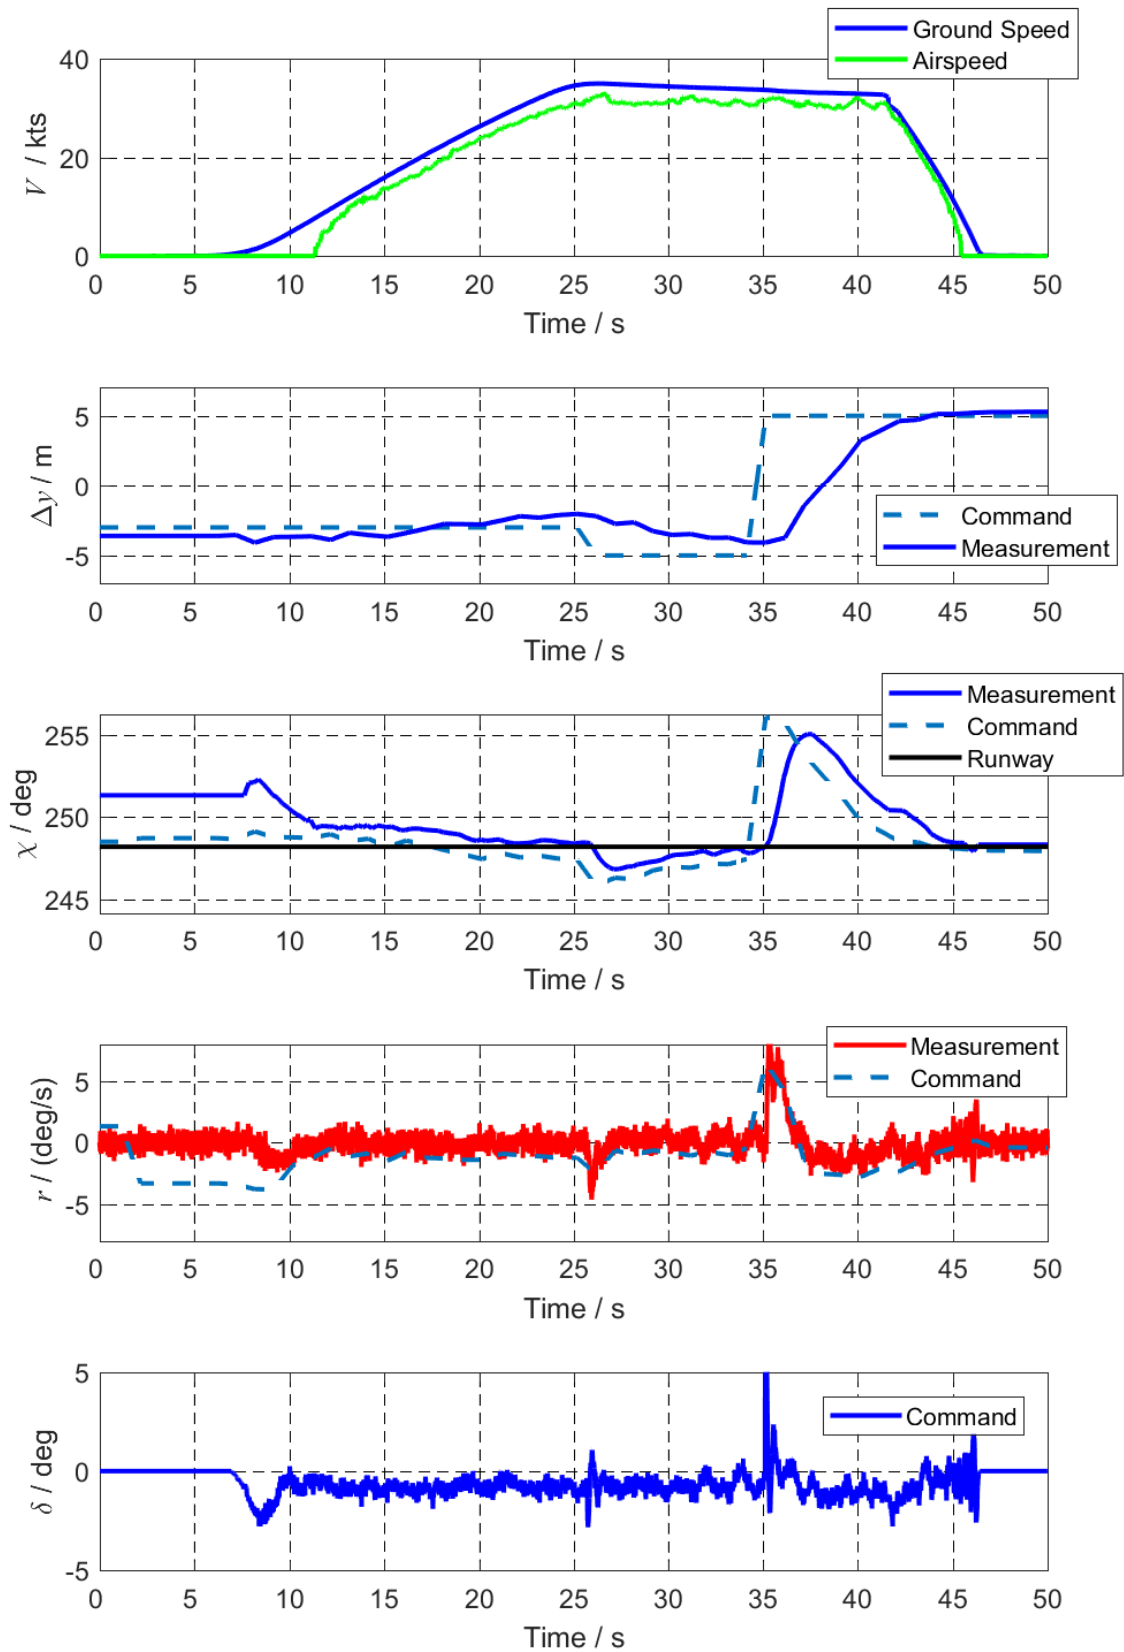 Ground Speed
Airspeed
40
20
0
V / kts
0 5 10 15 20 25 30 35 40 45 50
Time / s
5
0
-5
Δy / m
Command
Measurement
0 5 10 15 20 25 30 35 40 45 50
Time / s
Measurement
Command
Runway
255
250
245
χ / deg
0 5 10 15 20 25 30 35 40 45 50
Time / s
Measurement
Command
5
0
-5
r / (deg/s)
0 5 10 15 20 25 30 35 40 45 50
Time / s
5
0
-5
δ / deg
Command
0 5 10 15 20 25 30 35 40 45 50
Time / s